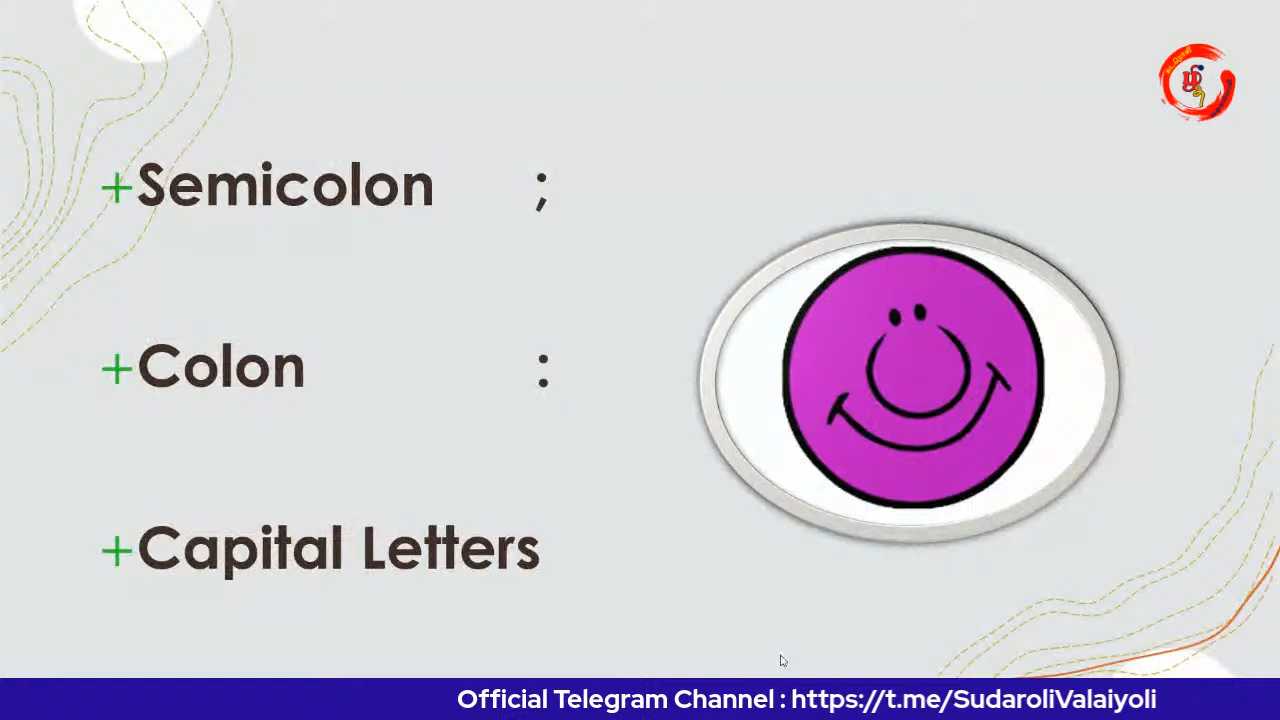 +Semicolon ;
+Colon :
+Capital Letters
Official Telegram Channel : https://t.me/SudaroliValaiyoli